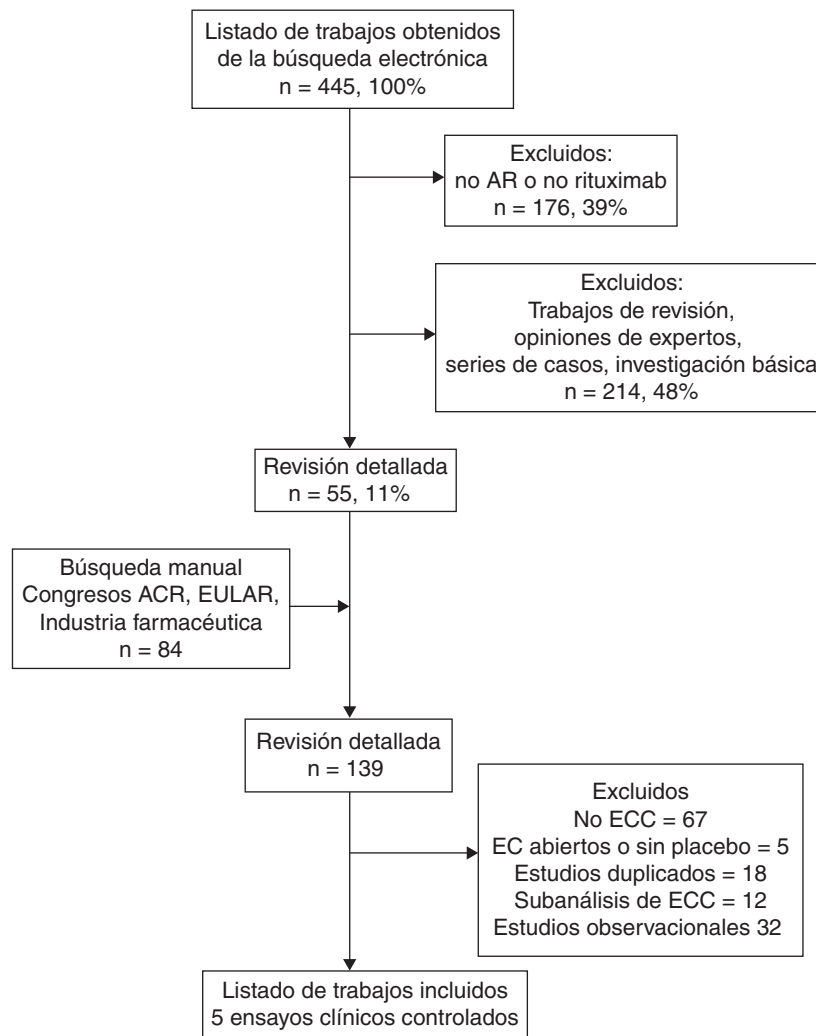 Listado de trabajos obtenidos
de la búsqueda electrónica
n = 445, 100%
Excluidos:
no AR o no rituximab
n = 176, 39%
Excluidos:
Trabajos de revisión,
opiniones de expertos,
series de casos, investigación básica
n = 214, 48%
Revisión detallada
n = 55, 11%
Búsqueda manual
Congresos ACR, EULAR,
Industria farmacéutica
n = 84
Revisión detallada
n = 139
Excluidos
No ECC = 67
EC abiertos o sin placebo = 5
Estudios duplicados = 18
Subanálisis de ECC = 12
Estudios observacionales 32
Listado de trabajos incluidos
5 ensayos clínicos controlados